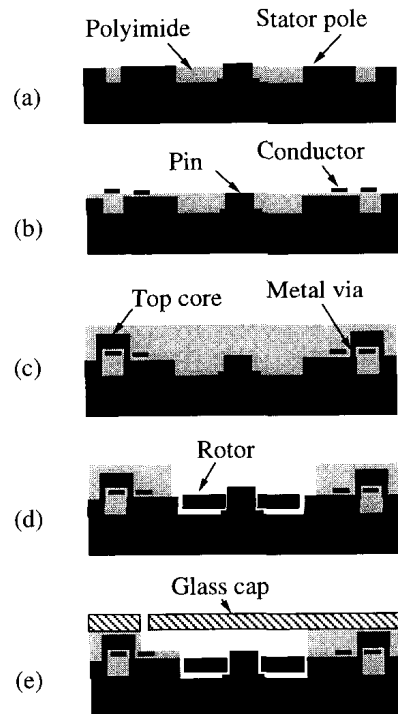 Polyimide
Stator pole
(a)
Pin
Conductor
(b)
Top core
Metal via
(c)
Rotor
(d)
Glass cap
(e)